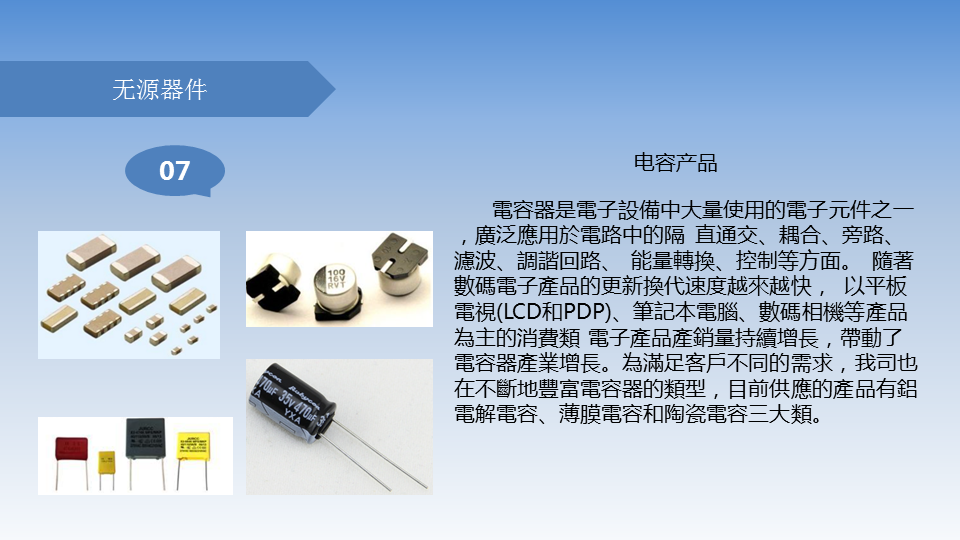 无源器件
07
电容产品
電容器是電子設備中大量使用的電子元件之一
，廣泛應用於電路中的隔 直通交、耦合、旁路、
濾波、調諧回路、 能量轉換、控制等方面。 隨著
數碼電子產品的更新換代速度越來越快， 以平板
電視(LCD和PDP)、筆記本電腦、數碼相機等產品
為主的消費類 電子產品產銷量持續增長，帶動了
電容器產業增長。為滿足客戶不同的需求，我司也
在不斷地豐富電容器的類型，目前供應的產品有鋁
電解電容、薄膜電容和陶瓷電容三大類。
100
16V
RVT
470µF
35V 470µF
YXA